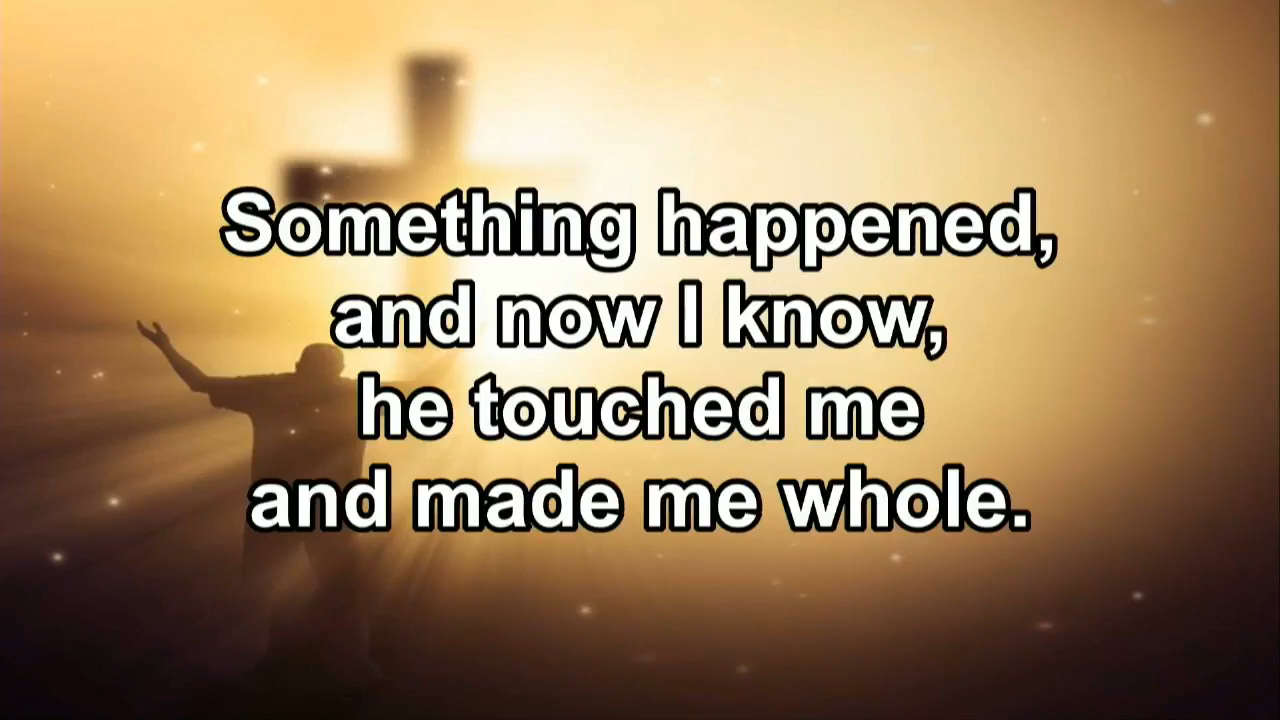 Something happened,
and now I know,
he touched me
and made me whole.